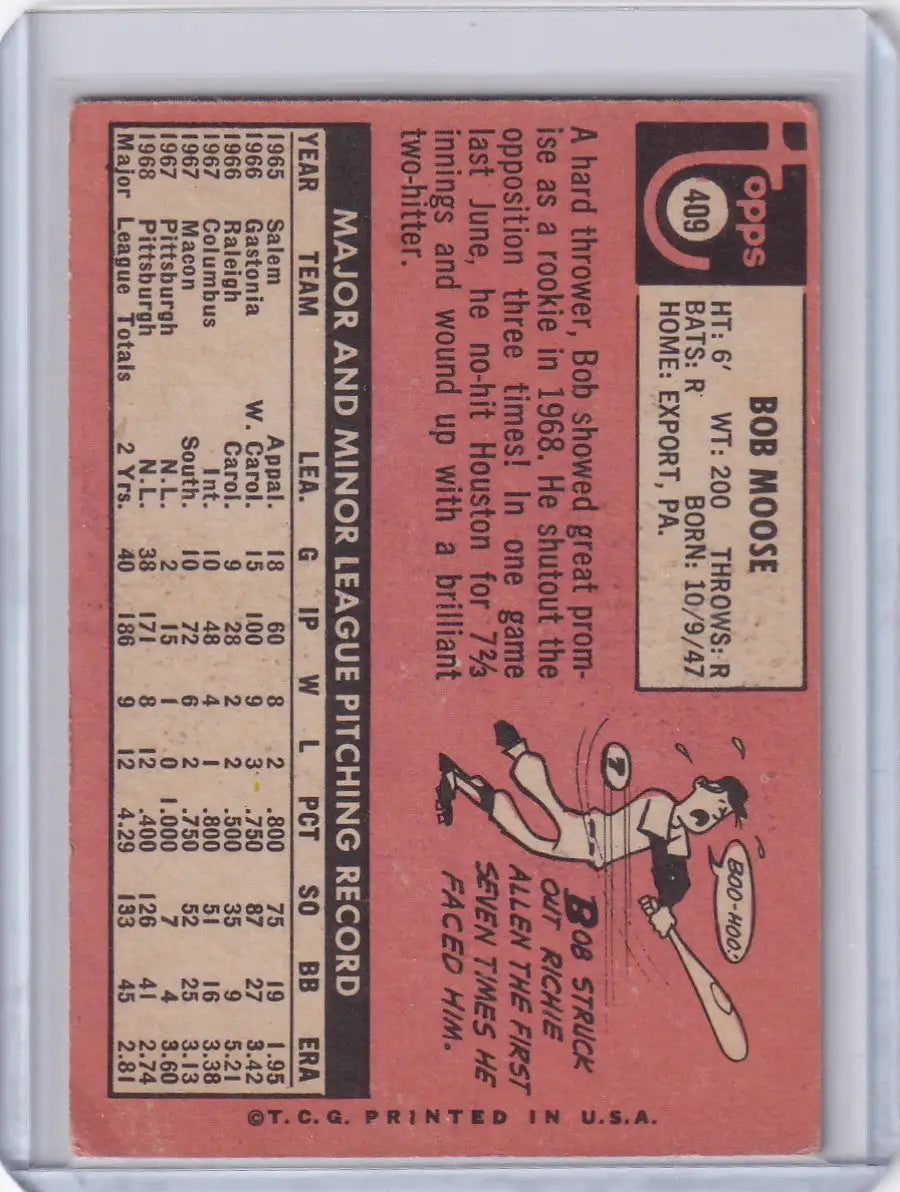 Topps
409
BOB MOOSE
HT: 6' WT: 200 THROWS: R
BATS: R BORN: 10/9/47
HOME: EXPORT, PA.
A hard thrower, Bob showed great prom-
ise as a rookie in 1968. He shutout the
opposition three times! In one game
last June, he no-hit Houston for 7⅔
innings and wound up with a brilliant
two-hitter.
BOO-HOO!
7
BOB STRUCK
OUT RICHIE
ALLEN THE FIRST
SEVEN TIMES HE
FACED HIM.
MAJOR AND MINOR LEAGUE PITCHING RECORD
YEAR TEAM LEA. G IP W L PCT SO BB ERA
1965 Salem Appal. 18 60 8 2 .800 75 19 1.95
1966 Gastonia W. Carol. 15 100 9 3 .750 87 27 3.42
1966 Raleigh Carol. 9 28 2 2 .500 35 9 5.21
1967 Columbus Int. 10 48 4 1 .800 51 16 3.38
1967 Macon South. 10 72 6 2 .750 52 25 3.13
1967 Pittsburgh N.L. 2 15 1 0 1.000 7 4 3.60
1968 Pittsburgh N.L. 38 171 8 12 .400 126 41 2.74
Major League Totals 2 Yrs. 40 186 9 12 4.29 133 45 2.81
©T.C.G. PRINTED IN U.S.A.